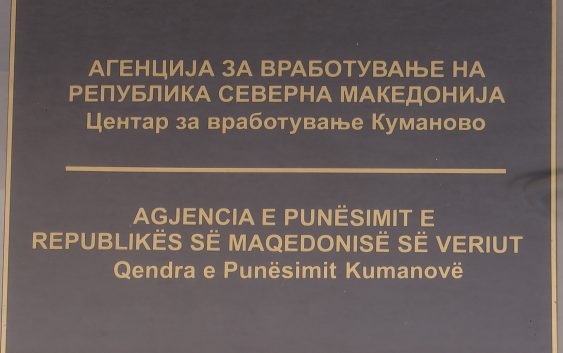 АГЕНЦИЈА ЗА ВРАБОТУВАЊЕ НА
РЕПУБЛИКА СЕВЕРНА МАКЕДОНИЈА
Центар за вработување Куманово
AGJENCIA E PUNËSIMIT E
REPUBLIKËS SË MAQEDONISË SË VERIUT
Qendra e Punësimit Kumanovë